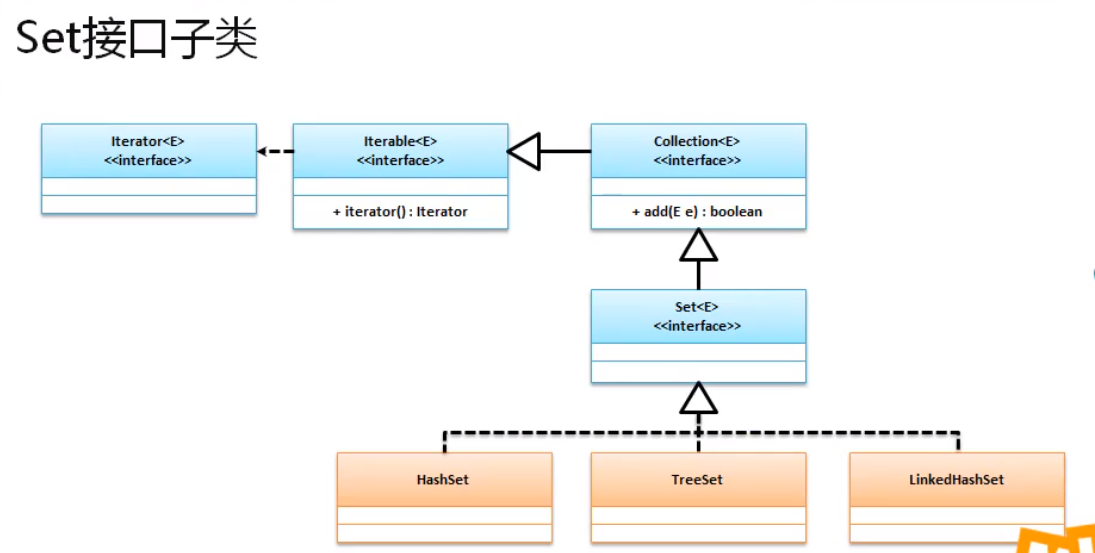 Set接口子类
Iterator<E>
<<interface>>
Iterable<E>
<<interface>>
+ iterator() : Iterator
Collection<E>
<<interface>>
+ add(E e) : boolean
Set<E>
<<interface>>
HashSet
TreeSet
LinkedHashSet